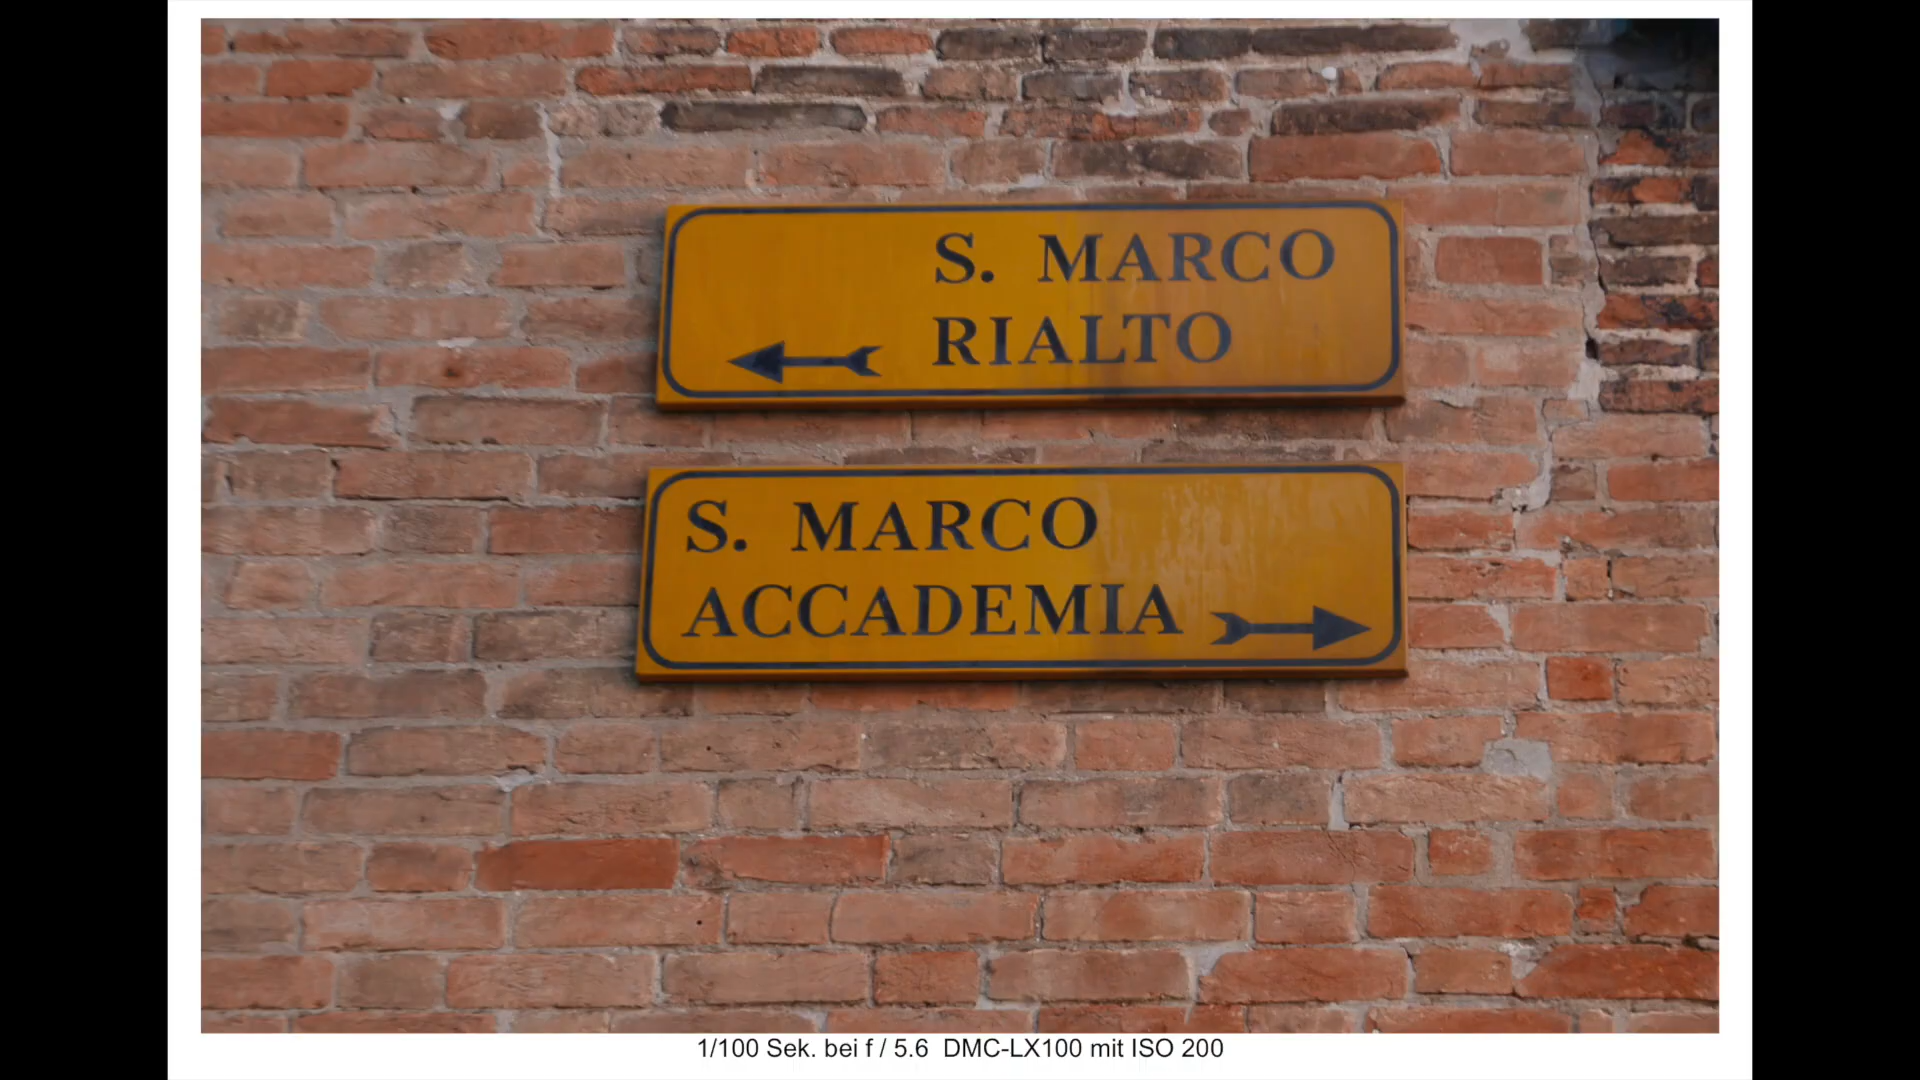 S. MARCO
RIALTO
S. MARCO
ACCADEMIA
1/100 Sek. bei f / 5.6 DMC-LX100 mit ISO 200